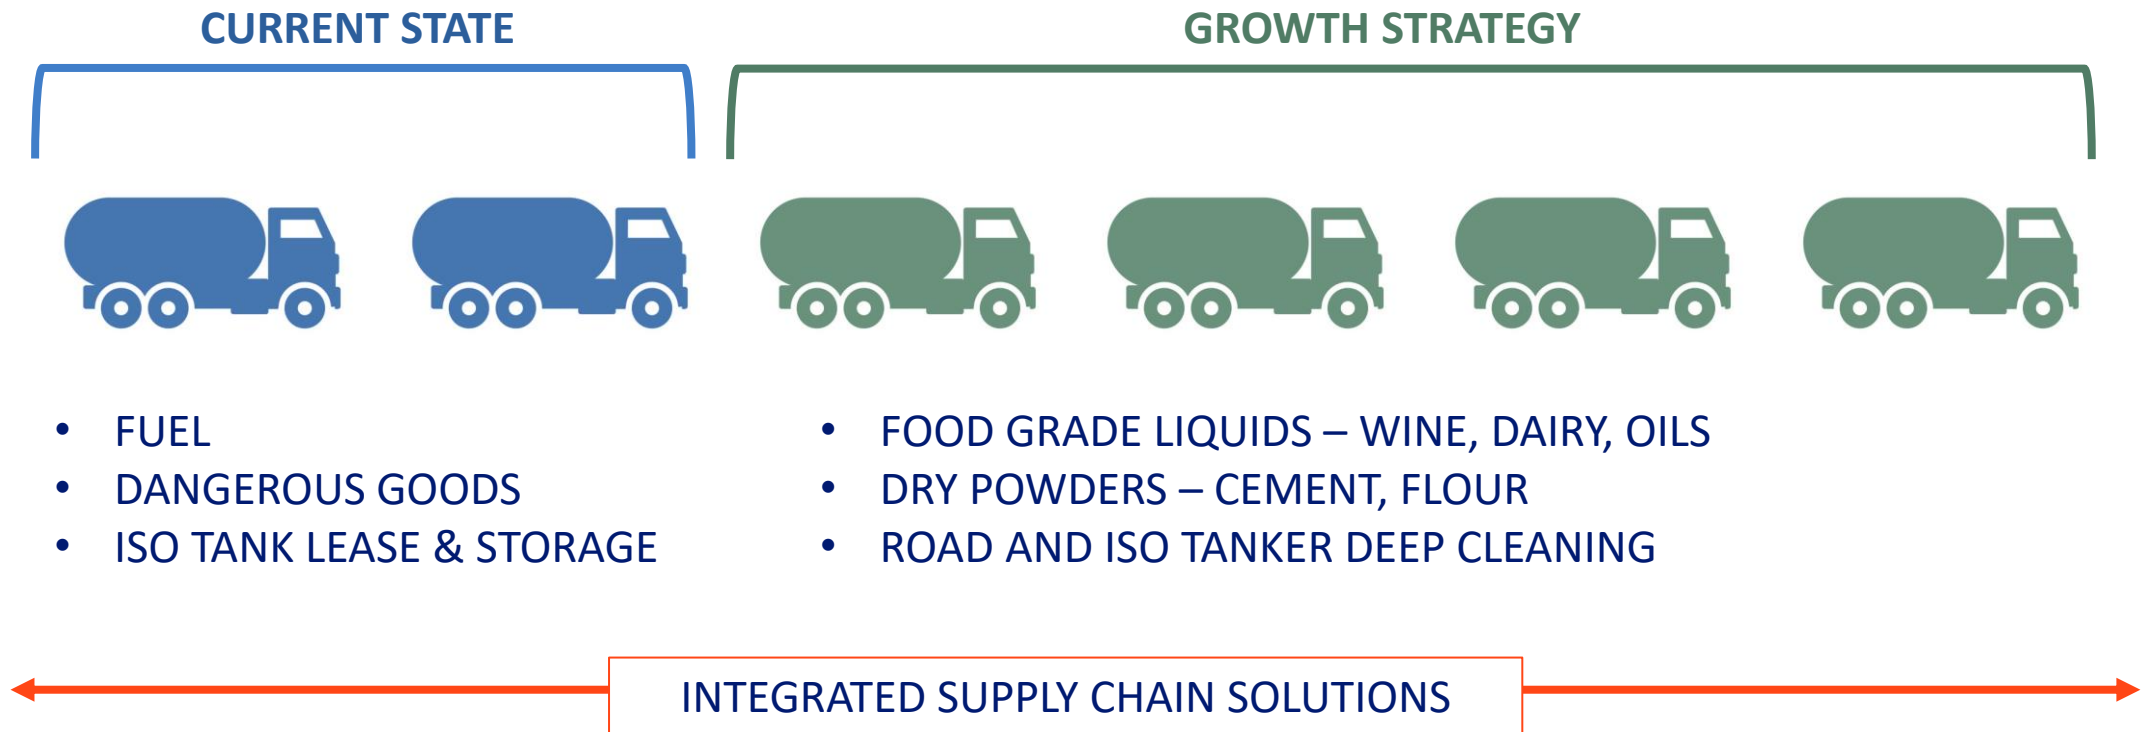 CURRENT STATE
GROWTH STRATEGY
• FUEL
• DANGEROUS GOODS
• ISO TANK LEASE & STORAGE
• FOOD GRADE LIQUIDS – WINE, DAIRY, OILS
• DRY POWDERS – CEMENT, FLOUR
• ROAD AND ISO TANKER DEEP CLEANING
INTEGRATED SUPPLY CHAIN SOLUTIONS